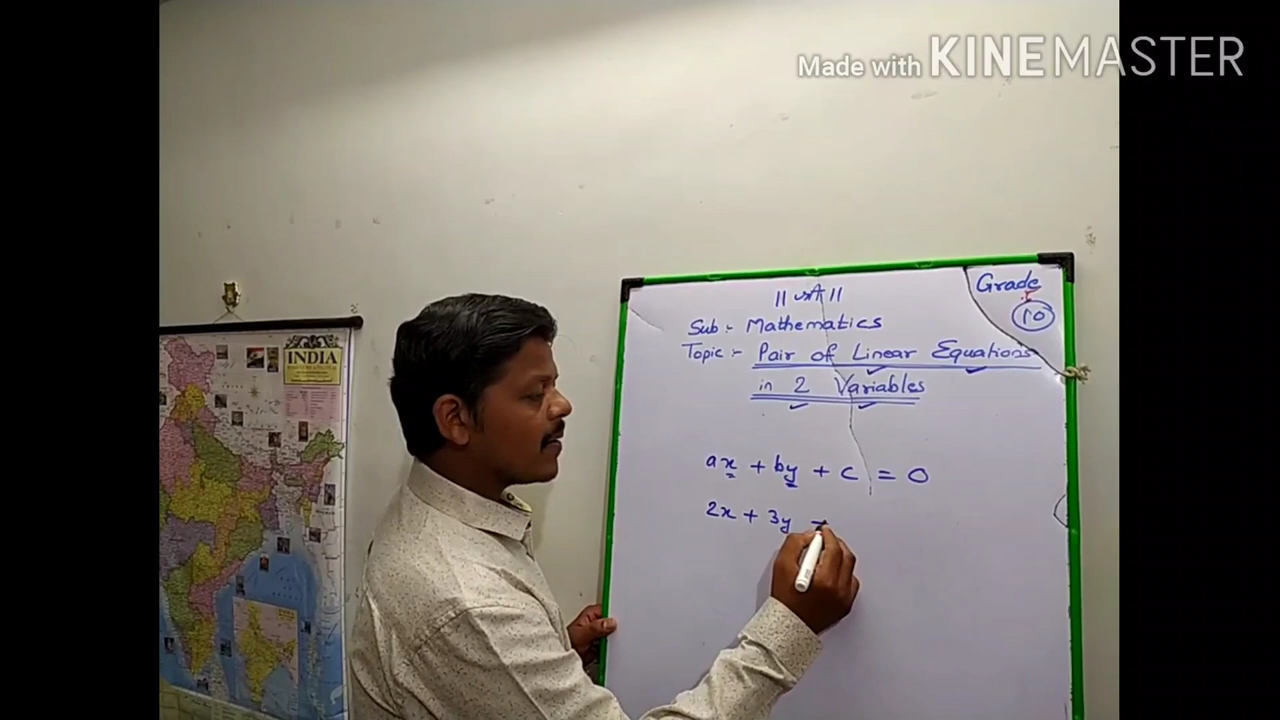 Made with KINEMASTER
INDIA
Grade
10
|| ||
Sub :- Mathematics
Topic :- Pair of Linear Equations
in 2 Variables
ax + by + c = 0
2x + 3y